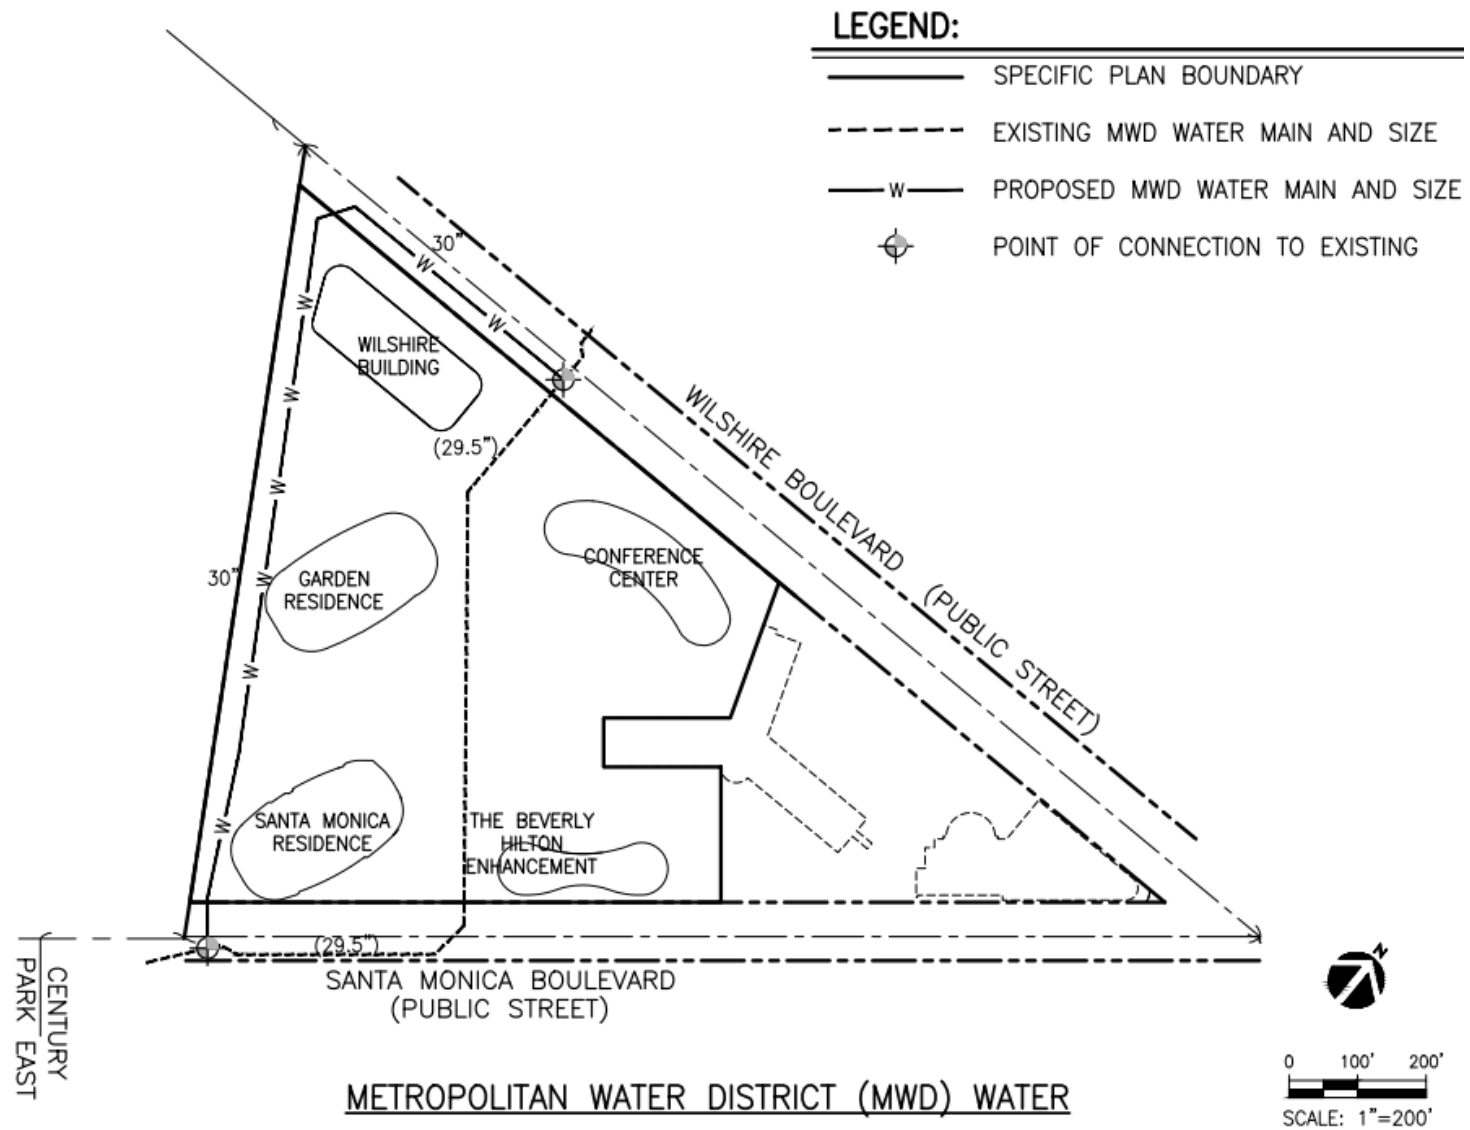 LEGEND:
SPECIFIC PLAN BOUNDARY
EXISTING MWD WATER MAIN AND SIZE
W
PROPOSED MWD WATER MAIN AND SIZE
POINT OF CONNECTION TO EXISTING
30"
W
W
W
WILSHIRE
BUILDING
W
(29.5")
W
WILSHIRE BOULEVARD (PUBLIC STREET)
CONFERENCE
CENTER
30"
W
GARDEN
RESIDENCE
W
W
SANTA MONICA
RESIDENCE
THE BEVERLY
HILTON
ENHANCEMENT
(29.5")
SANTA MONICA BOULEVARD
(PUBLIC STREET)
CENTURY
PARK EAST
N
0 100' 200'
SCALE: 1"=200'
METROPOLITAN WATER DISTRICT (MWD) WATER